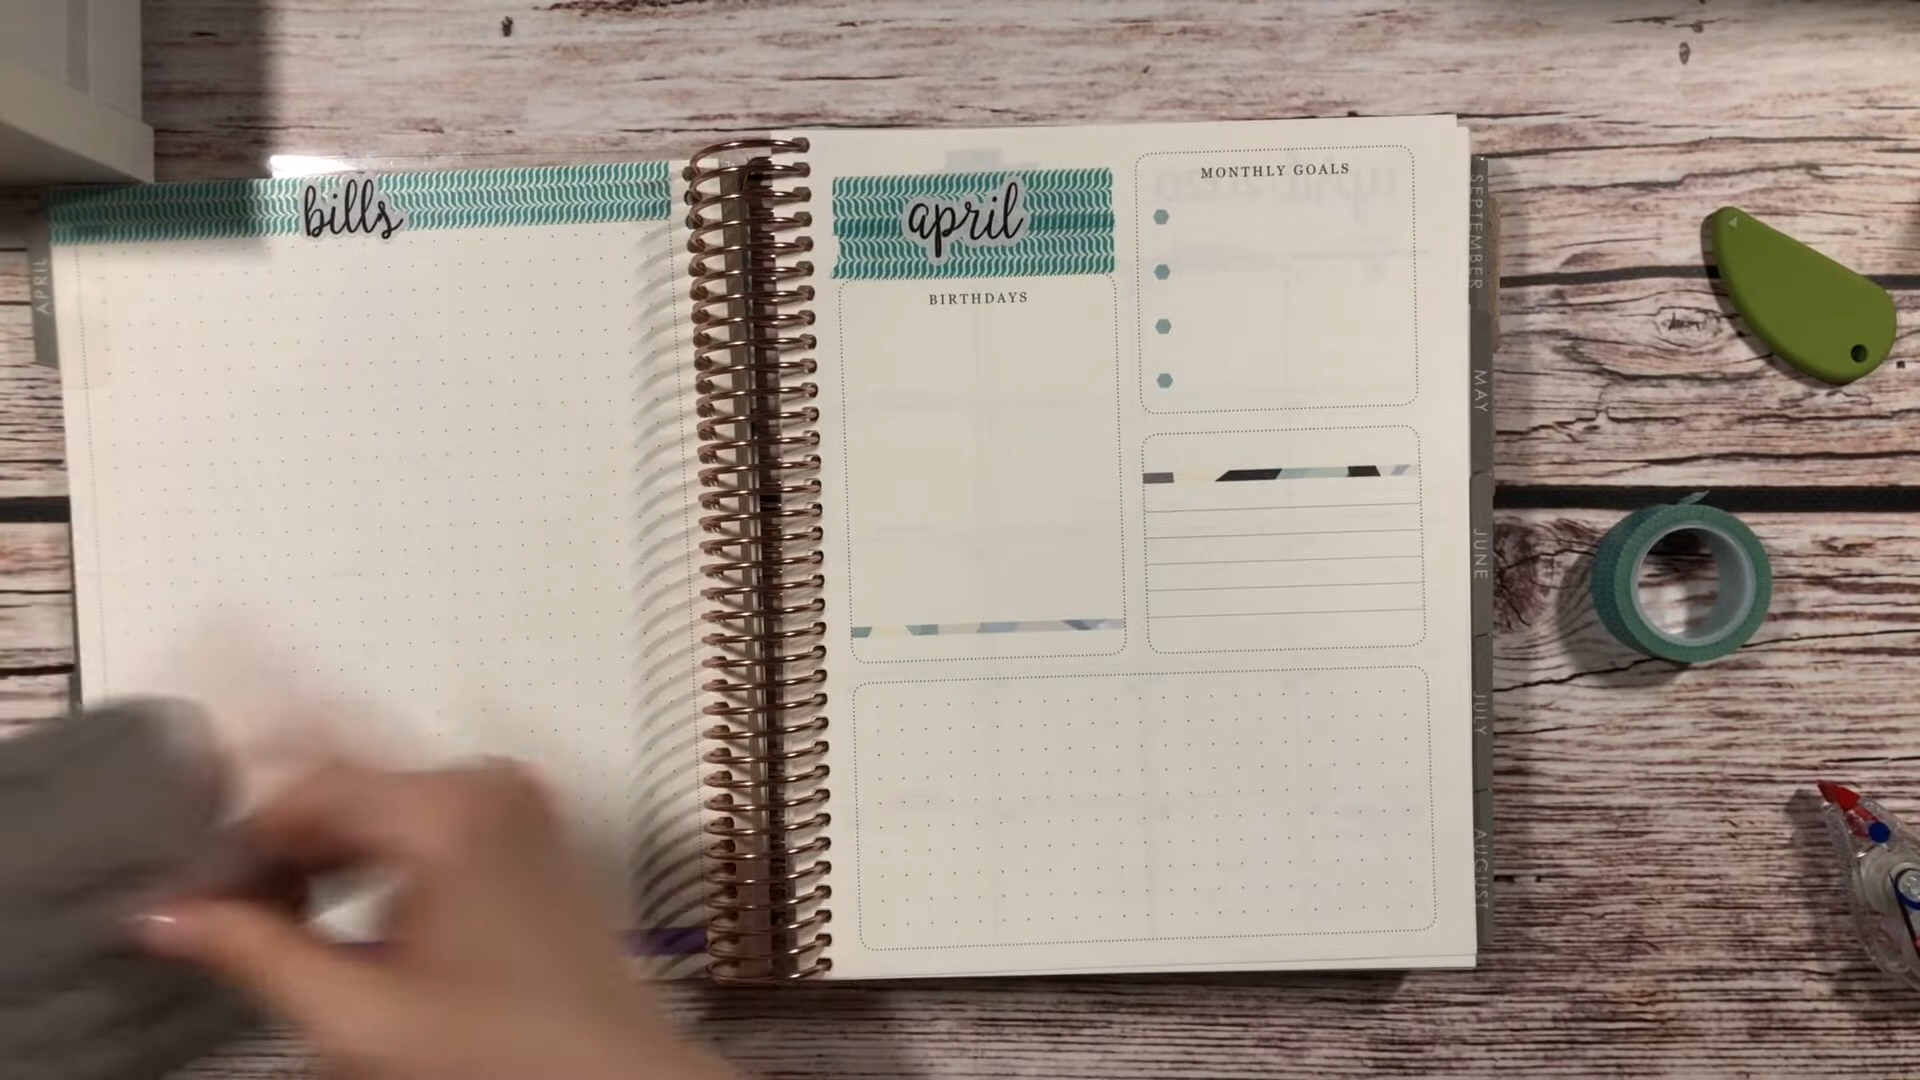 bills
APRIL
april
BIRTHDAYS
MONTHLY GOALS
SEPTEMBER
MAY
JUNE
JULY
AUGUST